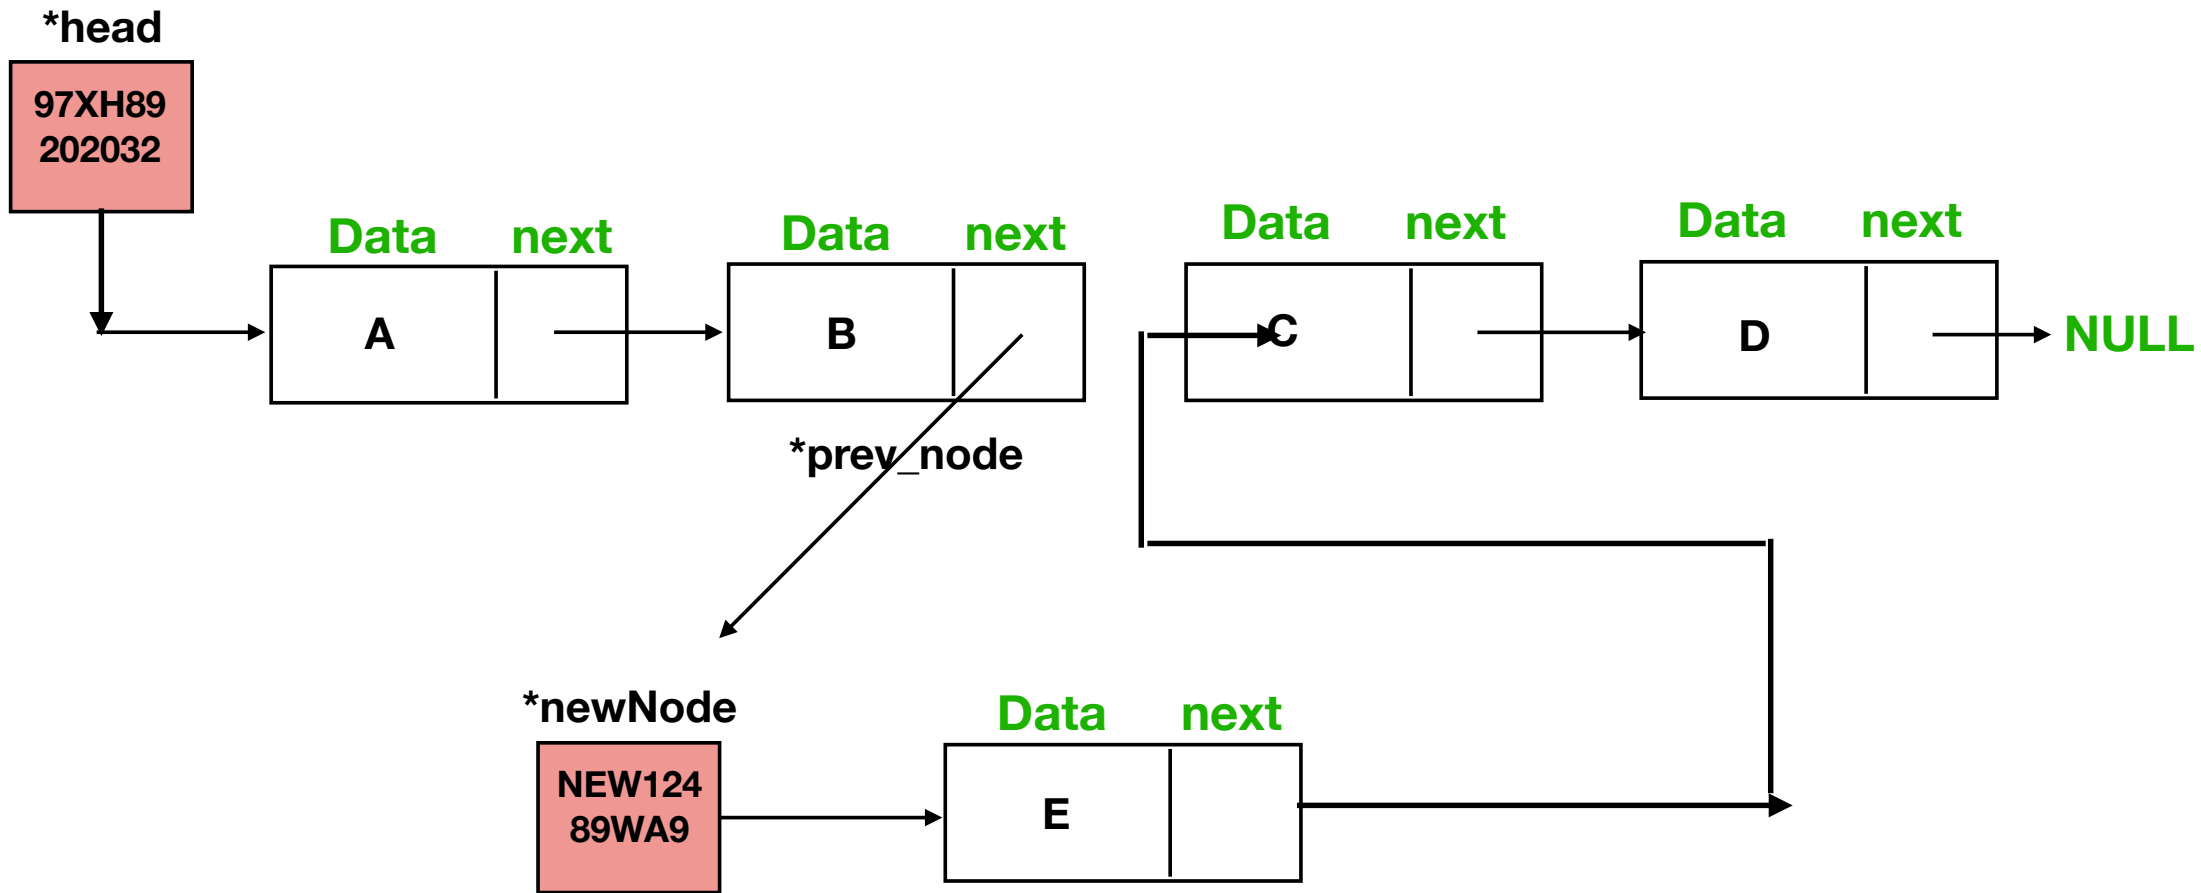 *head
97XH89
202032
Data next
Data next
Data next
Data next
A
B
C
D
NULL
*prev_node
*newNode
Data next
NEW124
89WA9
E